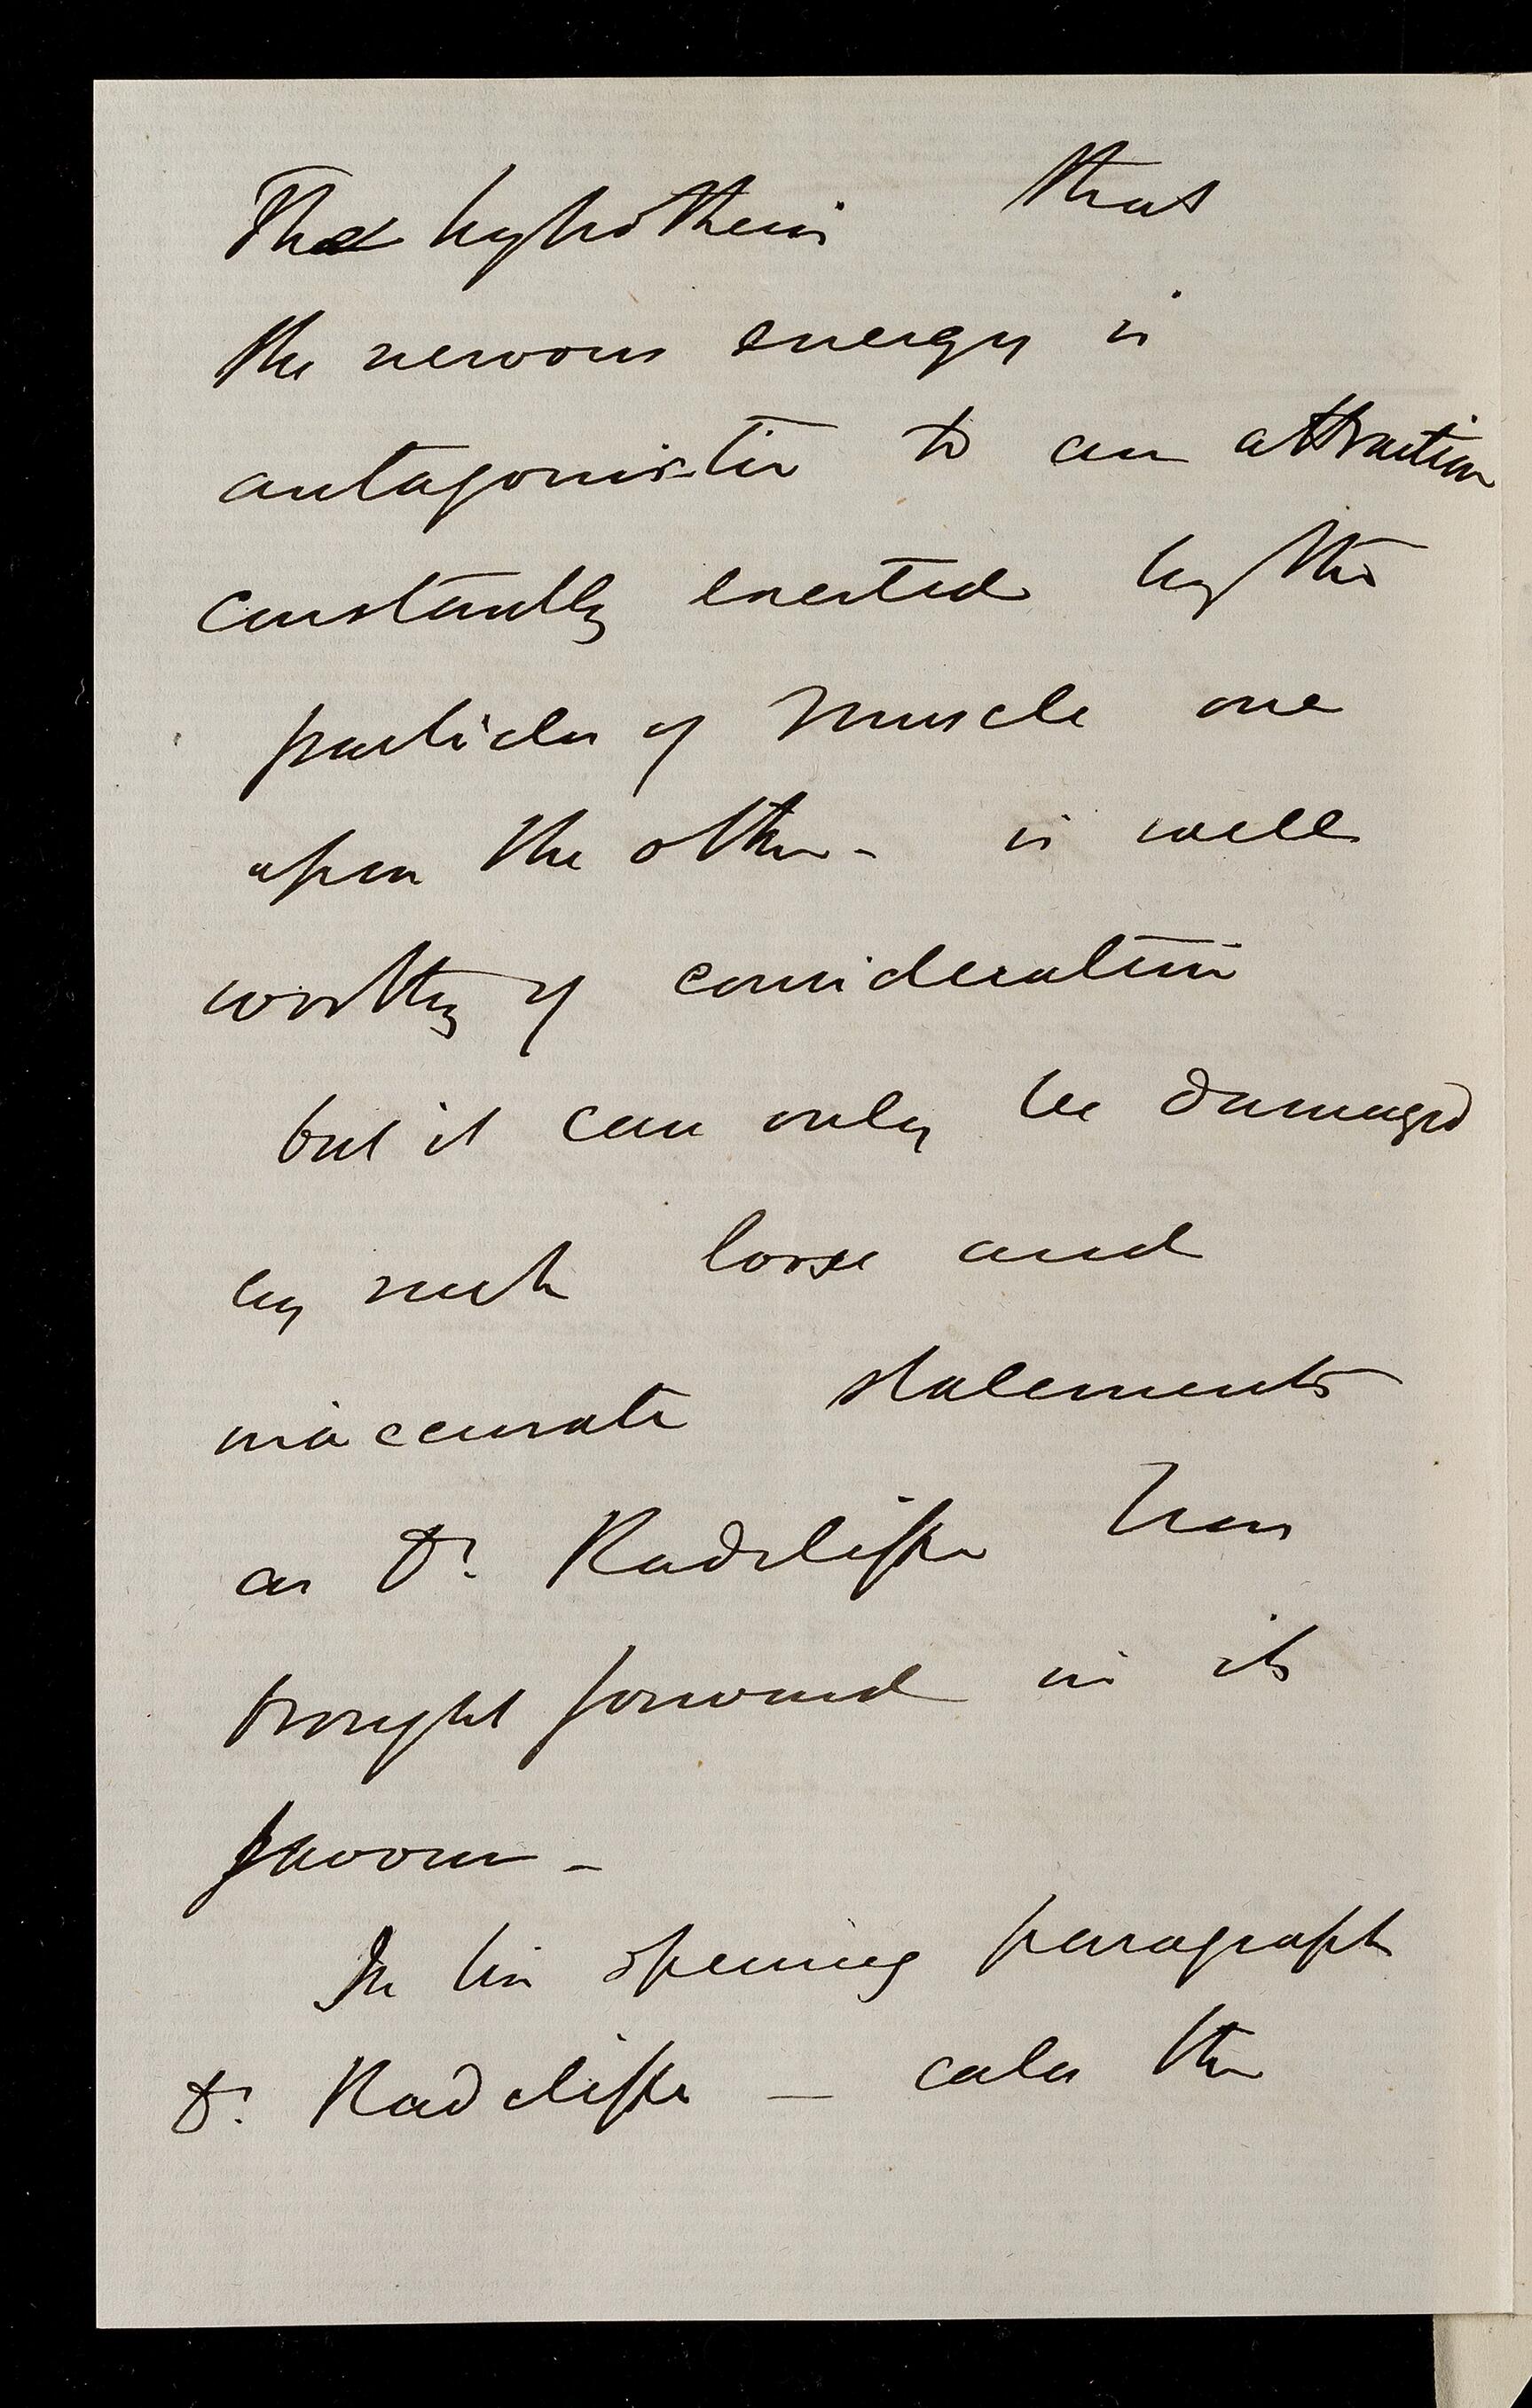 The hypothesis that
the nervous energy is
antagonistic to an attraction
constantly exerted by the
particles of muscle one
upon the other - is well
worthy of consideration
but it can only be damaged
by such loose and
inaccurate statements
as Dr. Radcliffe has
brought forward in its
favour -
In his opening paragraph
Dr. Radcliffe — calls the